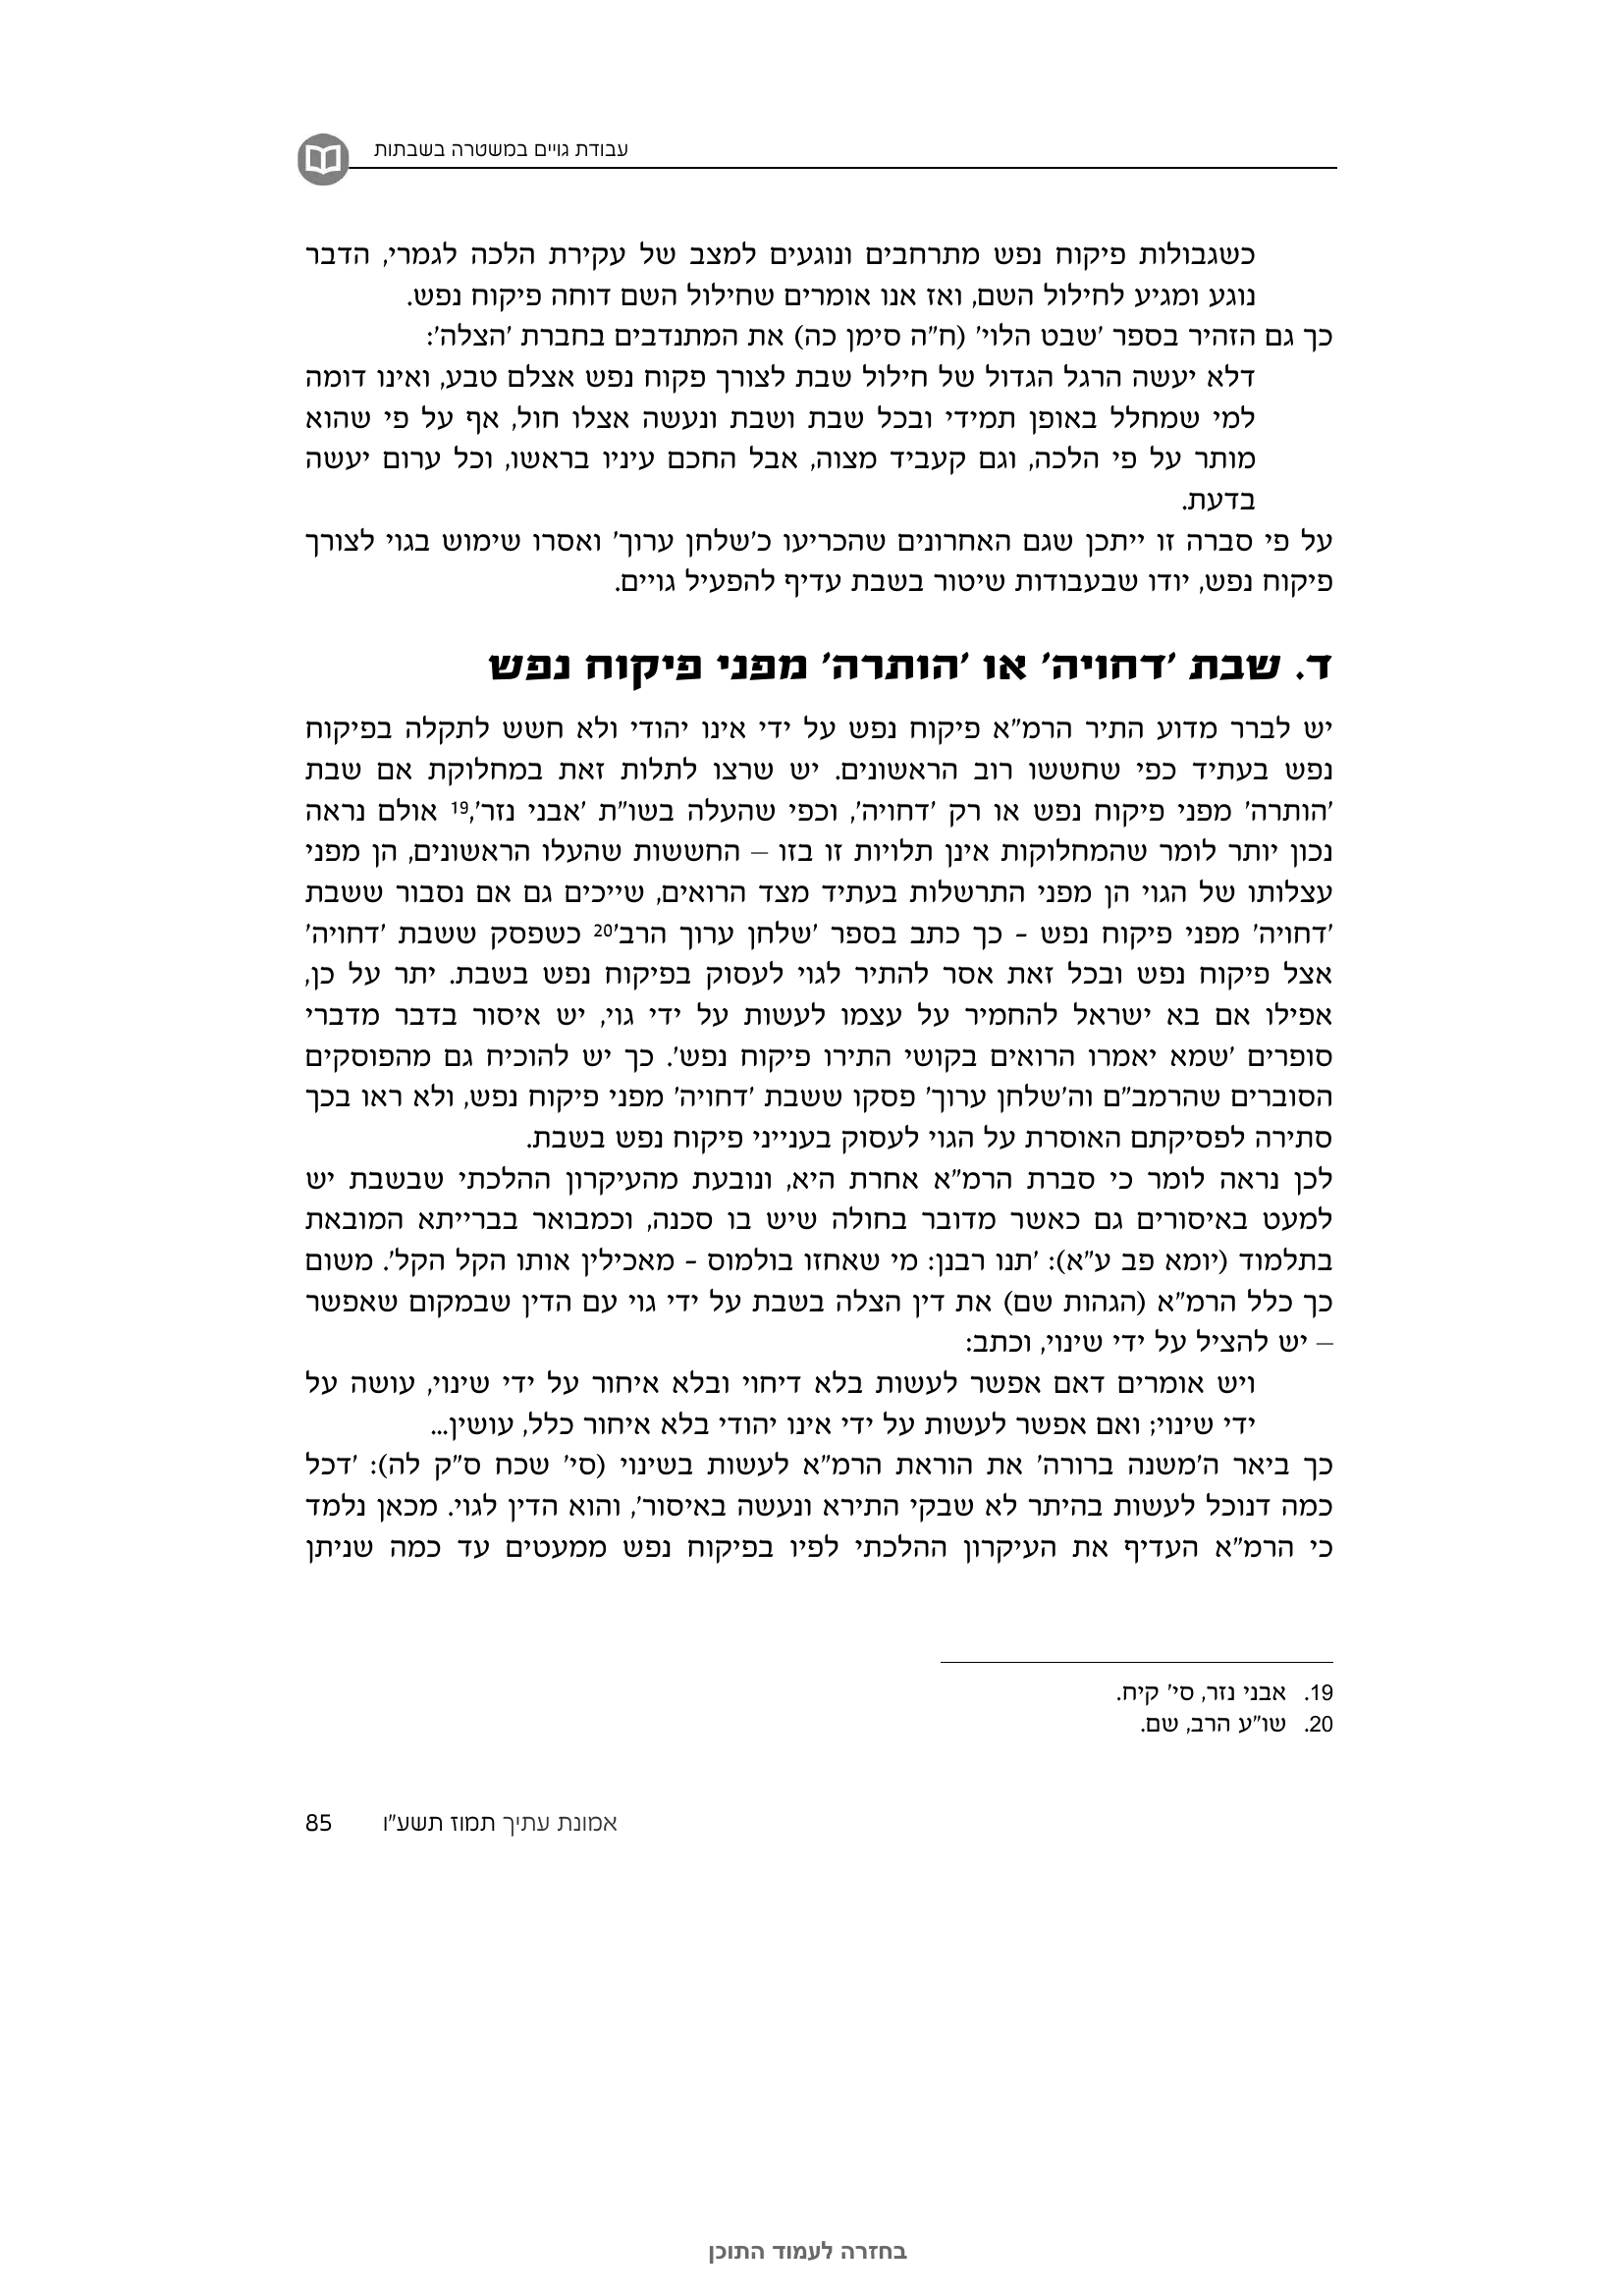 עבודת גויים במשטרה בשבתות
כשגבולות פיקוח נפש מתרחבים ונוגעים למצב של עקירת הלכה לגמרי, הדבר
נוגע ומגיע לחילול השם, ואז אנו אומרים שחילול השם דוחה פיקוח נפש.
כך גם הזהיר בספר 'שבט הלוי' (ח"ה סימן כה) את המתנדבים בחברת 'הצלה':
דלא יעשה הרגל הגדול של חילול שבת לצורך פקוח נפש אצלם טבע, ואינו דומה
למי שמחלל באופן תמידי ובכל שבת ושבת ונעשה אצלו חול, אף על פי שהוא
מותר על פי הלכה, וגם קעביד מצוה, אבל החכם עיניו בראשו, וכל ערום יעשה
בדעת.
על פי סברה זו ייתכן שגם האחרונים שהכריעו כ'שלחן ערוך' ואסרו שימוש בגוי לצורך
פיקוח נפש, יודו שבעבודות שיטור בשבת עדיף להפעיל גויים.
ד. שבת 'דחויה' או 'הותרה' מפני פיקוח נפש
יש לברר מדוע התיר הרמ"א פיקוח נפש על ידי אינו יהודי ולא חשש לתקלה בפיקוח
נפש בעתיד כפי שחששו רוב הראשונים. יש שרצו לתלות זאת במחלוקת אם שבת
'הותרה' מפני פיקוח נפש או רק 'דחויה', וכפי שהעלה בשו"ת 'אבני נזר',19 אולם נראה
נכון יותר לומר שהמחלוקות אינן תלויות זו בזו – החששות שהעלו הראשונים, הן מפני
עצלותו של הגוי הן מפני התרשלות בעתיד מצד הרואים, שייכים גם אם נסבור ששבת
'דחויה' מפני פיקוח נפש - כך כתב בספר 'שלחן ערוך הרב'20 כשפסק ששבת 'דחויה'
אצל פיקוח נפש ובכל זאת אסר להתיר לגוי לעסוק בפיקוח נפש בשבת. יתר על כן,
אפילו אם בא ישראל להחמיר על עצמו לעשות על ידי גוי, יש איסור בדבר מדברי
סופרים 'שמא יאמרו הרואים בקושי התירו פיקוח נפש'. כך יש להוכיח גם מהפוסקים
הסוברים שהרמב"ם וה'שלחן ערוך' פסקו ששבת 'דחויה' מפני פיקוח נפש, ולא ראו בכך
סתירה לפסיקתם האוסרת על הגוי לעסוק בענייני פיקוח נפש בשבת.
לכן נראה לומר כי סברת הרמ"א אחרת היא, ונובעת מהעיקרון ההלכתי שבשבת יש
למעט באיסורים גם כאשר מדובר בחולה שיש בו סכנה, וכמבואר בברייתא המובאת
בתלמוד (יומא פב ע"א): 'תנו רבנן: מי שאחזו בולמוס - מאכילין אותו הקל הקל'. משום
כך כלל הרמ"א (הגהות שם) את דין הצלה בשבת על ידי גוי עם הדין שבמקום שאפשר
– יש להציל על ידי שינוי, וכתב:
ויש אומרים דאם אפשר לעשות בלא דיחוי ובלא איחור על ידי שינוי, עושה על
ידי שינוי; ואם אפשר לעשות על ידי אינו יהודי בלא איחור כלל, עושין...
כך ביאר ה'משנה ברורה' את הוראת הרמ"א לעשות בשינוי (סי' שכח ס"ק לה): 'דכל
כמה דנוכל לעשות בהיתר לא שבקי התירא ונעשה באיסור', והוא הדין לגוי. מכאן נלמד
כי הרמ"א העדיף את העיקרון ההלכתי לפיו בפיקוח נפש ממעטים עד כמה שניתן
19. אבני נזר, סי' קיח.
20. שו"ע הרב, שם.
אמונת עתיך תמוז תשע"ו 85
בחזרה לעמוד התוכן